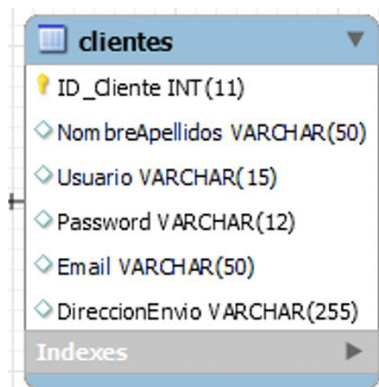 clientes
ID_Cliente INT(11)
NombreApellidos VARCHAR(50)
Usuario VARCHAR(15)
Password VARCHAR(12)
Email VARCHAR(50)
DireccionEnvio VARCHAR(255)
Indexes